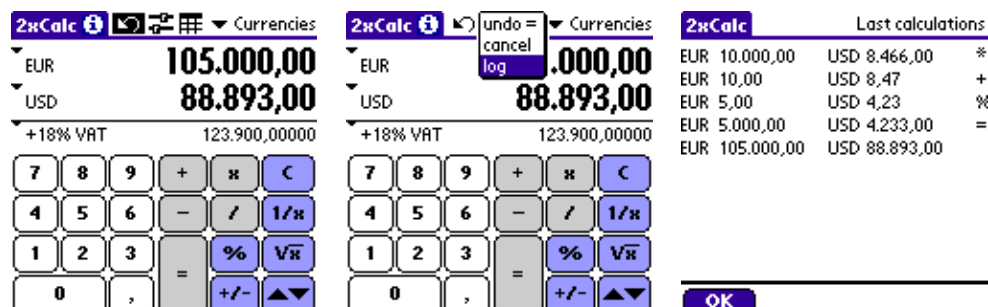 2xCalc Currencies
EUR 105.000,00
USD 88.893,00
+18% VAT 123.900,00000
7 8 9 + x C
4 5 6 - / 1/x
1 2 3 = % √x
0 , +/-
2xCalc undo = Currencies
cancel
log
EUR .000,00
USD 88.893,00
+18% VAT 123.900,00000
7 8 9 + x C
4 5 6 - / 1/x
1 2 3 = % √x
0 , +/-
2xCalc Last calculations
EUR 10.000,00 USD 8.466,00 *
EUR 10,00 USD 8,47 +
EUR 5,00 USD 4,23 %
EUR 5.000,00 USD 4.233,00 =
EUR 105.000,00 USD 88.893,00
OK